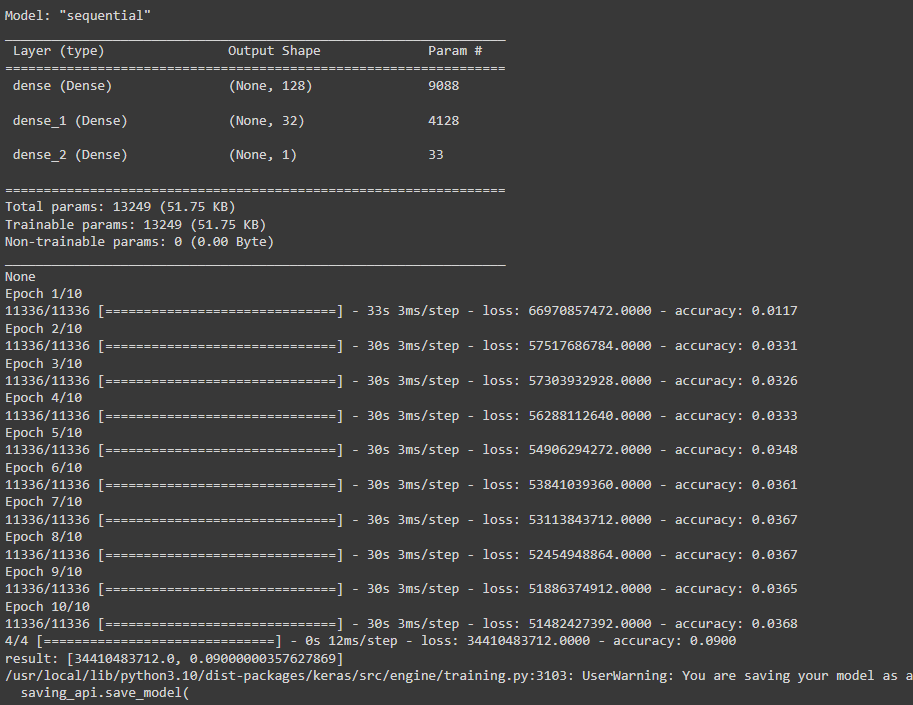 Model: "sequential"
_________________________________________________________________
Layer (type) Output Shape Param #
=================================================================
dense (Dense) (None, 128) 9088
dense_1 (Dense) (None, 32) 4128
dense_2 (Dense) (None, 1) 33
=================================================================
Total params: 13249 (51.75 KB)
Trainable params: 13249 (51.75 KB)
Non-trainable params: 0 (0.00 Byte)
_________________________________________________________________
None
Epoch 1/10
11336/11336 [==============================] - 33s 3ms/step - loss: 66970857472.0000 - accuracy: 0.0117
Epoch 2/10
11336/11336 [==============================] - 30s 3ms/step - loss: 57517686784.0000 - accuracy: 0.0331
Epoch 3/10
11336/11336 [==============================] - 30s 3ms/step - loss: 57303932928.0000 - accuracy: 0.0326
Epoch 4/10
11336/11336 [==============================] - 30s 3ms/step - loss: 56288112640.0000 - accuracy: 0.0333
Epoch 5/10
11336/11336 [==============================] - 30s 3ms/step - loss: 54906294272.0000 - accuracy: 0.0348
Epoch 6/10
11336/11336 [==============================] - 30s 3ms/step - loss: 53841039360.0000 - accuracy: 0.0361
Epoch 7/10
11336/11336 [==============================] - 30s 3ms/step - loss: 53113843712.0000 - accuracy: 0.0367
Epoch 8/10
11336/11336 [==============================] - 30s 3ms/step - loss: 52454948864.0000 - accuracy: 0.0367
Epoch 9/10
11336/11336 [==============================] - 30s 3ms/step - loss: 51886374912.0000 - accuracy: 0.0365
Epoch 10/10
11336/11336 [==============================] - 30s 3ms/step - loss: 51482427392.0000 - accuracy: 0.0368
4/4 [==============================] - 0s 12ms/step - loss: 34410483712.0000 - accuracy: 0.0900
result: [34410483712.0, 0.09000000357627869]
/usr/local/lib/python3.10/dist-packages/keras/src/engine/training.py:3103: UserWarning: You are saving your model as a
saving_api.save_model(